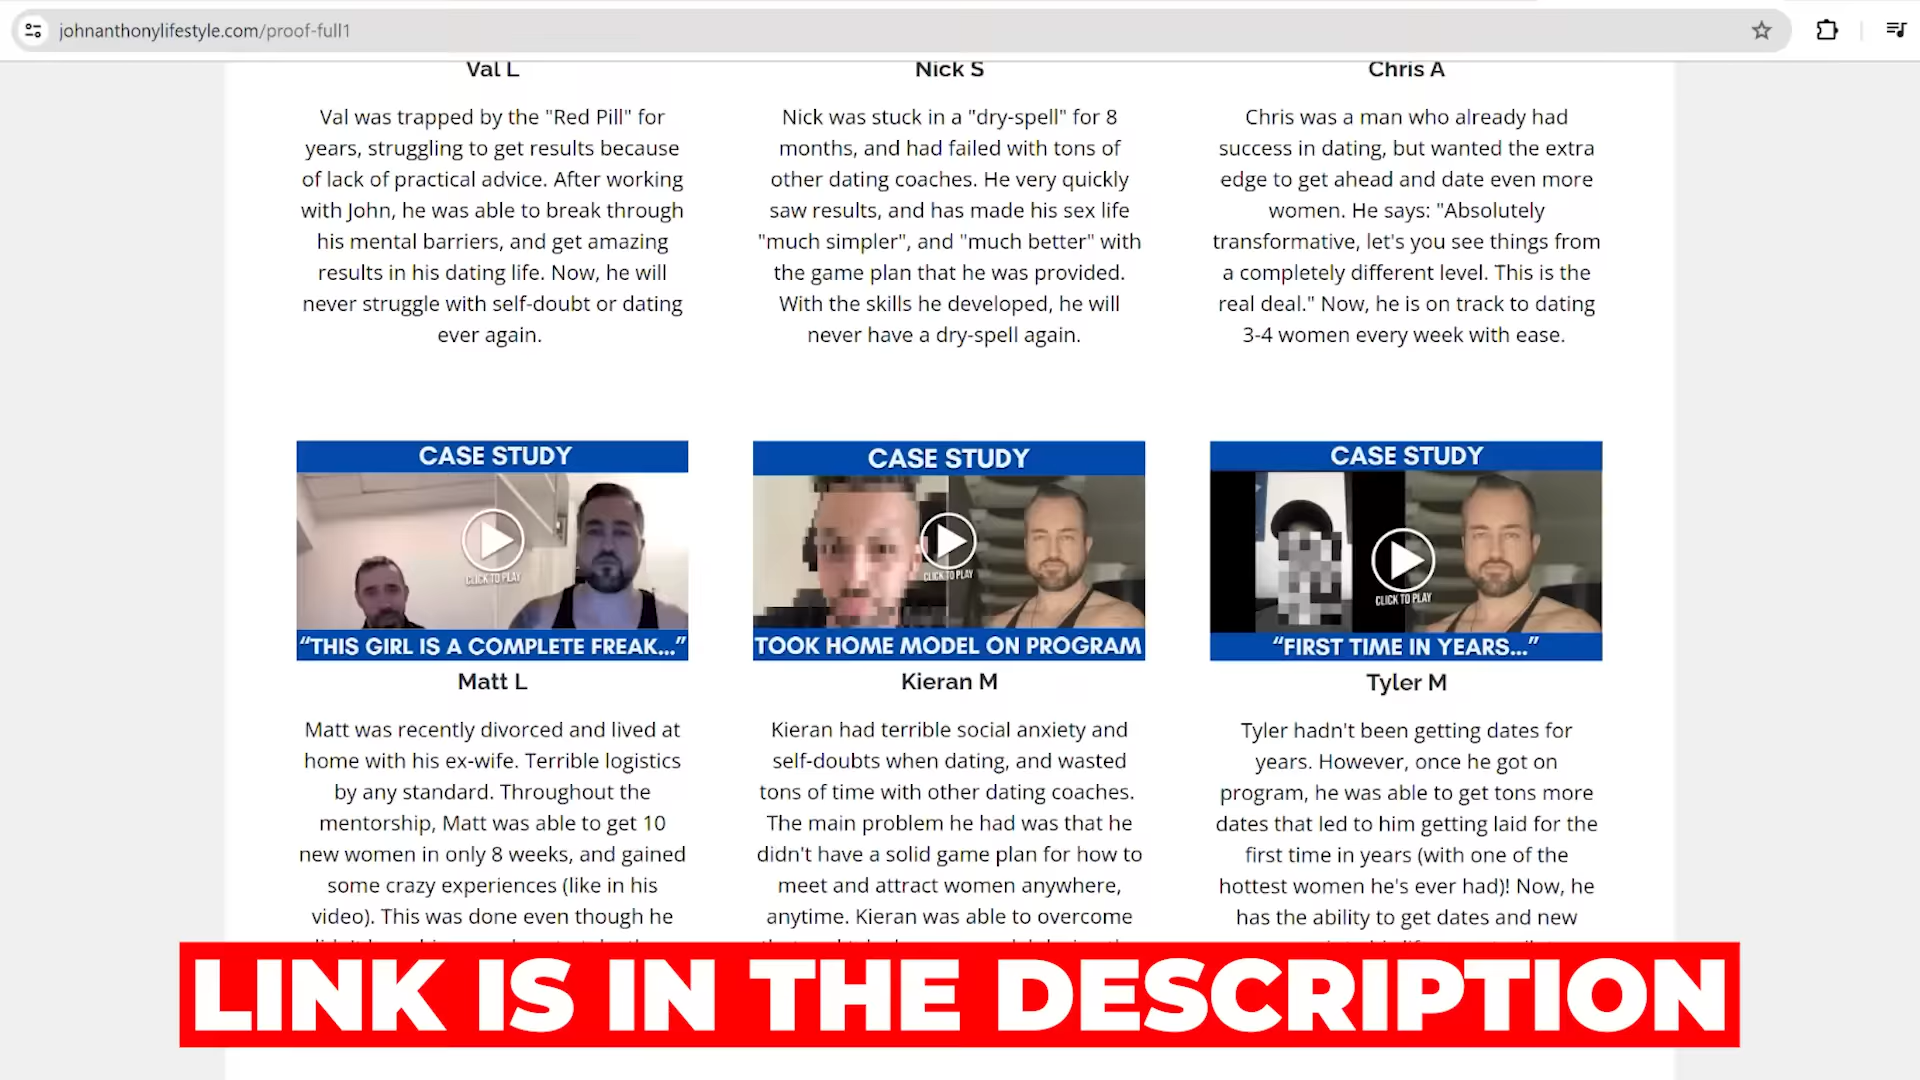 johnanthonylifestyle.com/proof-full1
Val L
Val was trapped by the "Red Pill" for
years, struggling to get results because
of lack of practical advice. After working
with John, he was able to break through
his mental barriers, and get amazing
results in his dating life. Now, he will
never struggle with self-doubt or dating
ever again.
Nick S
Nick was stuck in a "dry-spell" for 8
months, and had failed with tons of
other dating coaches. He very quickly
saw results, and has made his sex life
"much simpler", and "much better" with
the game plan that he was provided.
With the skills he developed, he will
never have a dry-spell again.
Chris A
Chris was a man who already had
success in dating, but wanted the extra
edge to get ahead and date even more
women. He says: "Absolutely
transformative, let's you see things from
a completely different level. This is the
real deal." Now, he is on track to dating
3-4 women every week with ease.
CASE STUDY
CLICK TO PLAY
“THIS GIRL IS A COMPLETE FREAK...”
Matt L
Matt was recently divorced and lived at
home with his ex-wife. Terrible logistics
by any standard. Throughout the
mentorship, Matt was able to get 10
new women in only 8 weeks, and gained
some crazy experiences (like in his
video). This was done even though he
CASE STUDY
CLICK TO PLAY
TOOK HOME MODEL ON PROGRAM
Kieran M
Kieran had terrible social anxiety and
self-doubts when dating, and wasted
tons of time with other dating coaches.
The main problem he had was that he
didn't have a solid game plan for how to
meet and attract women anywhere,
anytime. Kieran was able to overcome
CASE STUDY
CLICK TO PLAY
“FIRST TIME IN YEARS...”
Tyler M
Tyler hadn't been getting dates for
years. However, once he got on
program, he was able to get tons more
dates that led to him getting laid for the
first time in years (with one of the
hottest women he's ever had)! Now, he
has the ability to get dates and new
LINK IS IN THE DESCRIPTION